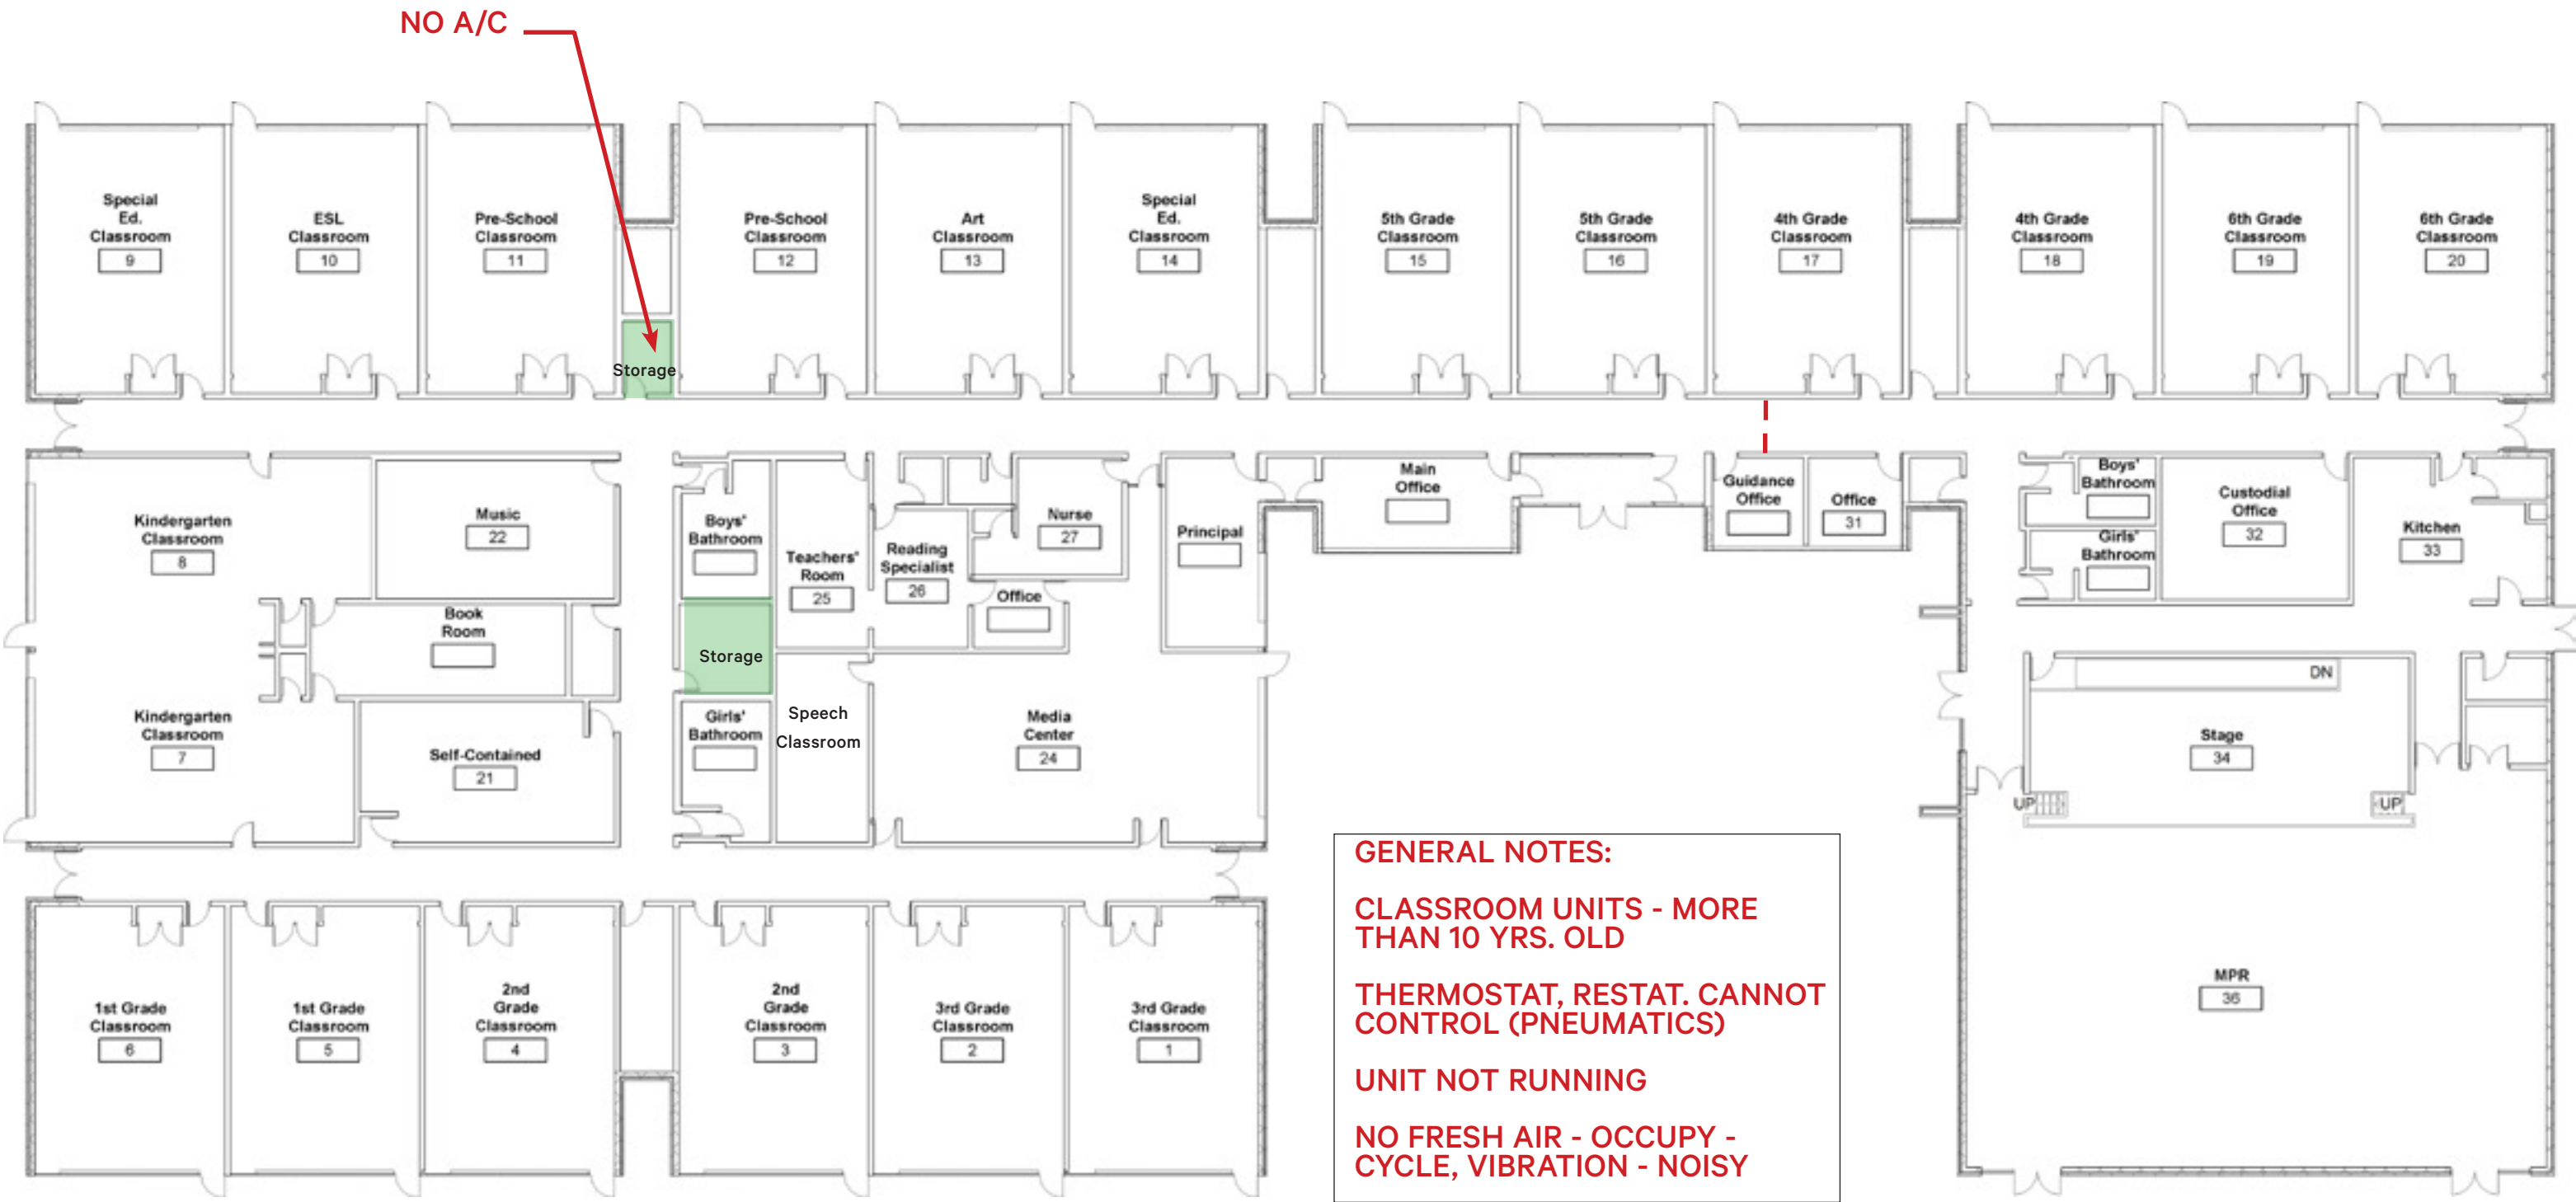 NO A/C
Special
Ed.
Classroom
9
ESL
Classroom
10
Pre-School
Classroom
11
Storage
Pre-School
Classroom
12
Art
Classroom
13
Special
Ed.
Classroom
14
5th Grade
Classroom
15
5th Grade
Classroom
16
4th Grade
Classroom
17
4th Grade
Classroom
18
6th Grade
Classroom
19
6th Grade
Classroom
20
Kindergarten
Classroom
8
Music
22
Book
Room
Kindergarten
Classroom
7
Self-Contained
21
Boys'
Bathroom
Storage
Girls'
Bathroom
Teachers'
Room
25
Speech
Classroom
Reading
Specialist
26
Nurse
27
Office
Media
Center
24
Principal
Main
Office
Guidance
Office
Office
31
Boys'
Bathroom
Girls'
Bathroom
Custodial
Office
32
Kitchen
33
DN
Stage
34
UP
UP
MPR
36
1st Grade
Classroom
6
1st Grade
Classroom
5
2nd
Grade
Classroom
4
2nd
Grade
Classroom
3
3rd Grade
Classroom
2
3rd Grade
Classroom
1
GENERAL NOTES:
CLASSROOM UNITS - MORE
THAN 10 YRS. OLD
THERMOSTAT, RESTAT. CANNOT
CONTROL (PNEUMATICS)
UNIT NOT RUNNING
NO FRESH AIR - OCCUPY -
CYCLE, VIBRATION - NOISY